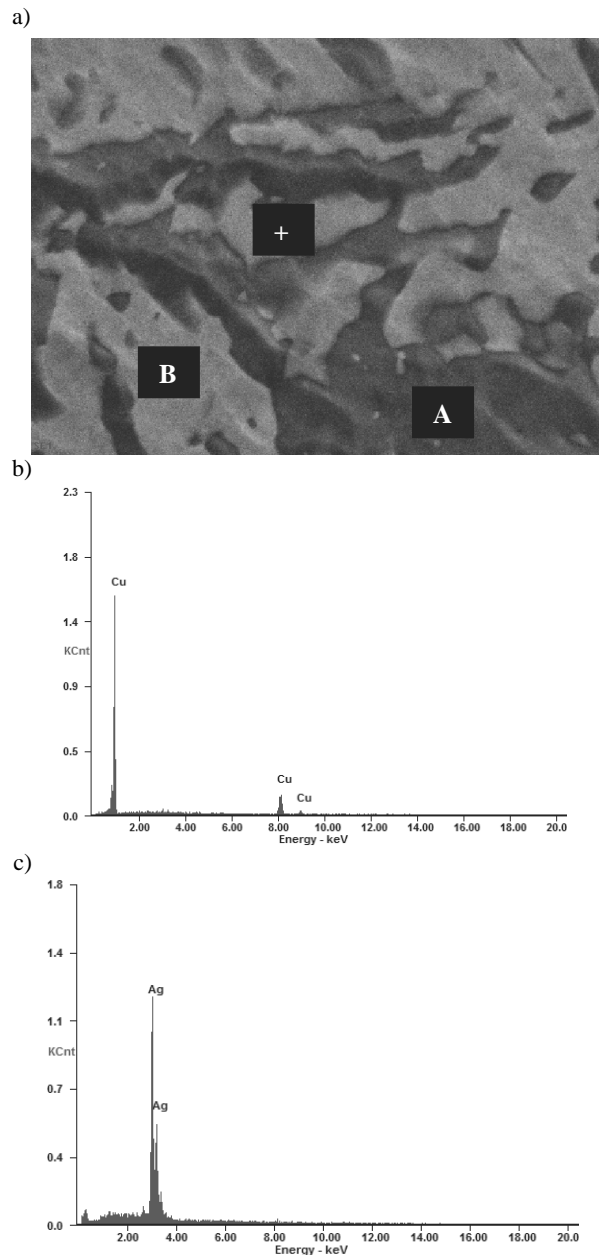 a)
+
B
A
b)
2.3
1.8
1.4
KCnt
0.9
0.5
0.0
Cu
Cu
Cu
2.00 4.00 6.00 8.00 10.00 12.00 14.00 16.00 18.00 20.0
Energy - keV
c)
1.8
1.4
1.1
KCnt
0.7
0.4
0.0
Ag
Ag
2.00 4.00 6.00 8.00 10.00 12.00 14.00 16.00 18.00 20.0
Energy - keV